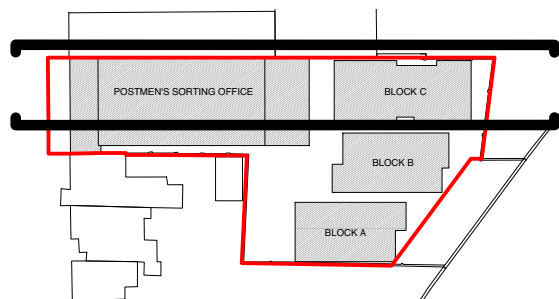 POSTMEN'S SORTING OFFICE
BLOCK C
BLOCK B
BLOCK A